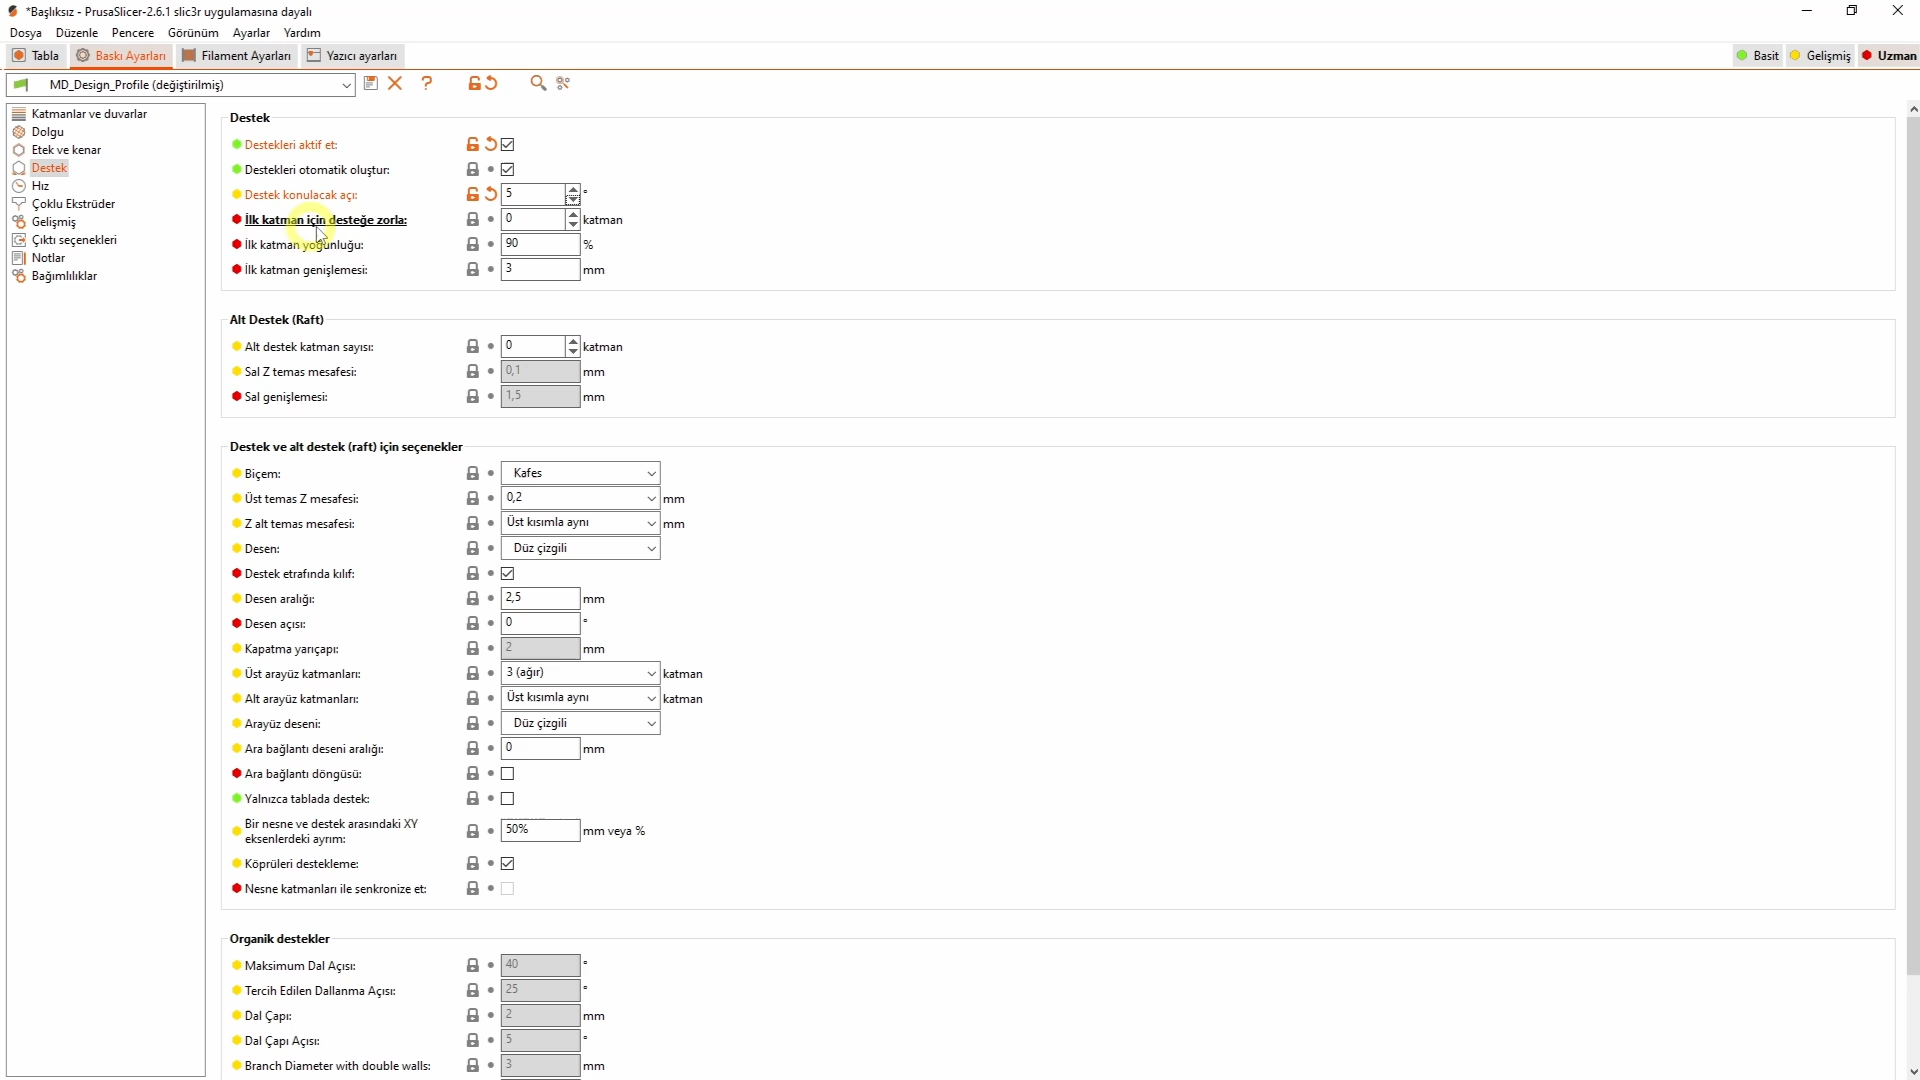 *Başlıksız - PrusaSlicer-2.6.1 slic3r uygulamasına dayalı
Dosya Düzenle Pencere Görünüm Ayarlar Yardım
Tabla Baskı Ayarları Filament Ayarları Yazıcı ayarları Basit Gelişmiş Uzman
MD_Design_Profile (değiştirilmiş)
Katmanlar ve duvarlar
Dolgu
Etek ve kenar
Destek
Hız
Çoklu Ekstrüder
Gelişmiş
Çıktı seçenekleri
Notlar
Bağımlılıklar
Destek
Destekleri aktif et:
Destekleri otomatik oluştur:
Destek konulacak açı: 5 °
İlk katman için desteğe zorla: 0 katman
İlk katman yoğunluğu: 90 %
İlk katman genişlemesi: 3 mm
Alt Destek (Raft)
Alt destek katman sayısı: 0 katman
Sal Z temas mesafesi: 0,1 mm
Sal genişlemesi: 1,5 mm
Destek ve alt destek (raft) için seçenekler
Biçem: Kafes
Üst temas Z mesafesi: 0,2 mm
Z alt temas mesafesi: Üst kısımla aynı mm
Desen: Düz çizgili
Destek etrafında kılıf:
Desen aralığı: 2,5 mm
Desen açısı: 0 °
Kapatma yarıçapı: 2 mm
Üst arayüz katmanları: 3 (ağır) katman
Alt arayüz katmanları: Üst kısımla aynı katman
Arayüz deseni: Düz çizgili
Ara bağlantı deseni aralığı: 0 mm
Ara bağlantı döngüsü:
Yalnızca tablada destek:
Bir nesne ve destek arasındaki XY
eksenlerdeki ayrım: 50% mm veya %
Köprüleri destekleme:
Nesne katmanları ile senkronize et:
Organik destekler
Maksimum Dal Açısı: 40 °
Tercih Edilen Dallanma Açısı: 25 °
Dal Çapı: 2 mm
Dal Çapı Açısı: 5 °
Branch Diameter with double walls: 3 mm